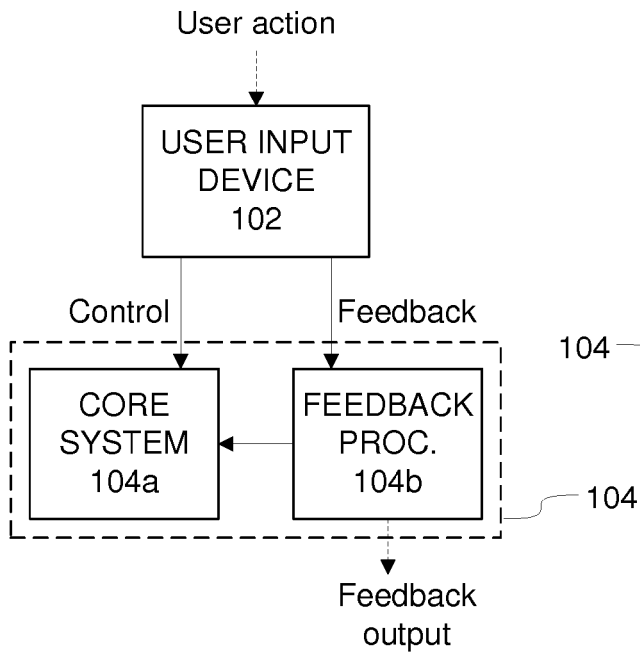 User action
USER INPUT
DEVICE
102
Control
Feedback
104
CORE
SYSTEM
104a
FEEDBACK
PROC.
104b
104
Feedback
output